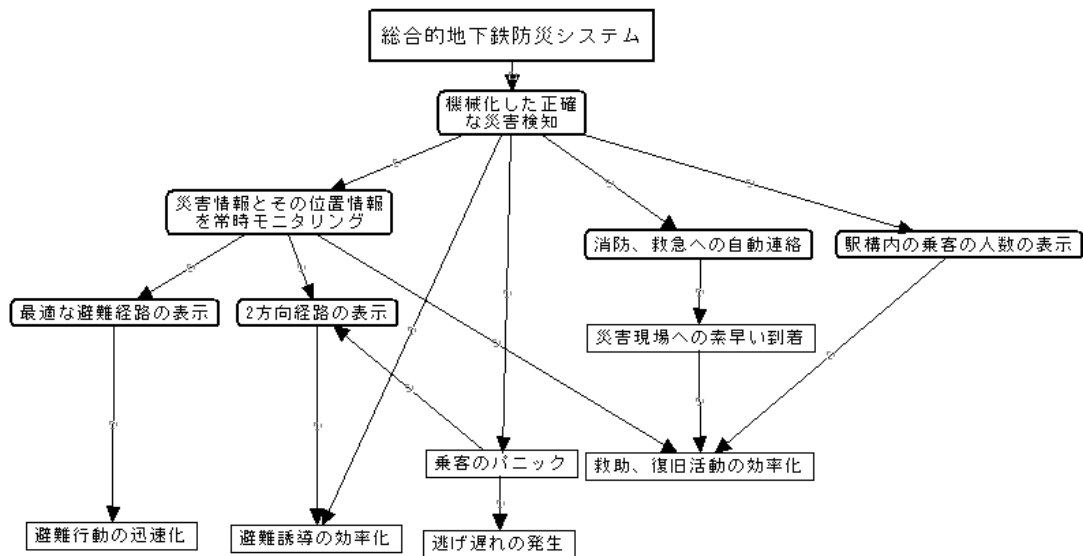 総合的地下鉄防災システム
機械化した正確
な災害検知
災害情報とその位置情報
を常時モニタリング
消防、救急への自動連絡
駅構内の乗客の人数の表示
最適な避難経路の表示
2方向経路の表示
災害現場への素早い到着
乗客のパニック
救助、復旧活動の効率化
避難行動の迅速化
避難誘導の効率化
逃げ遅れの発生